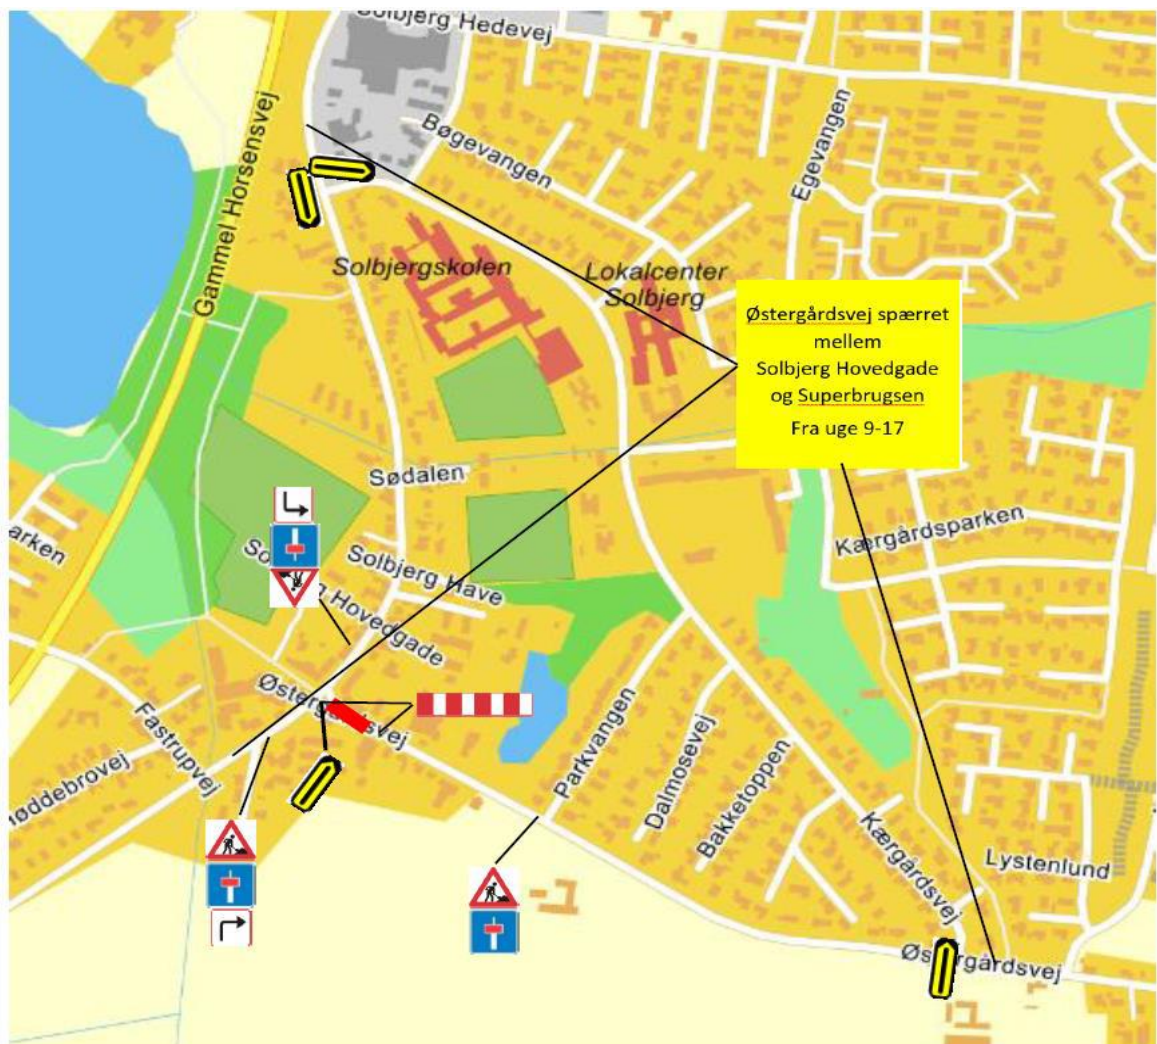 Solbjerg Hedevej
Gammel Horsensvej
Bøgevangen
Egevangen
Solbjergskolen
Lokalcenter
Solbjerg
Østergårdsvej spærret
mellem
Solbjerg Hovedgade
og Superbrugsen
Fra uge 9-17
Sødalen
Kærgårdsparken
arken
Solbjerg Have
Hovedgade
Østergårdsvej
Fastrupvej
øddebrovej
Parkvangen
Dalmosevej
Bakketoppen
Kærgårdsvej
Lystenlund
Østergårdsvej